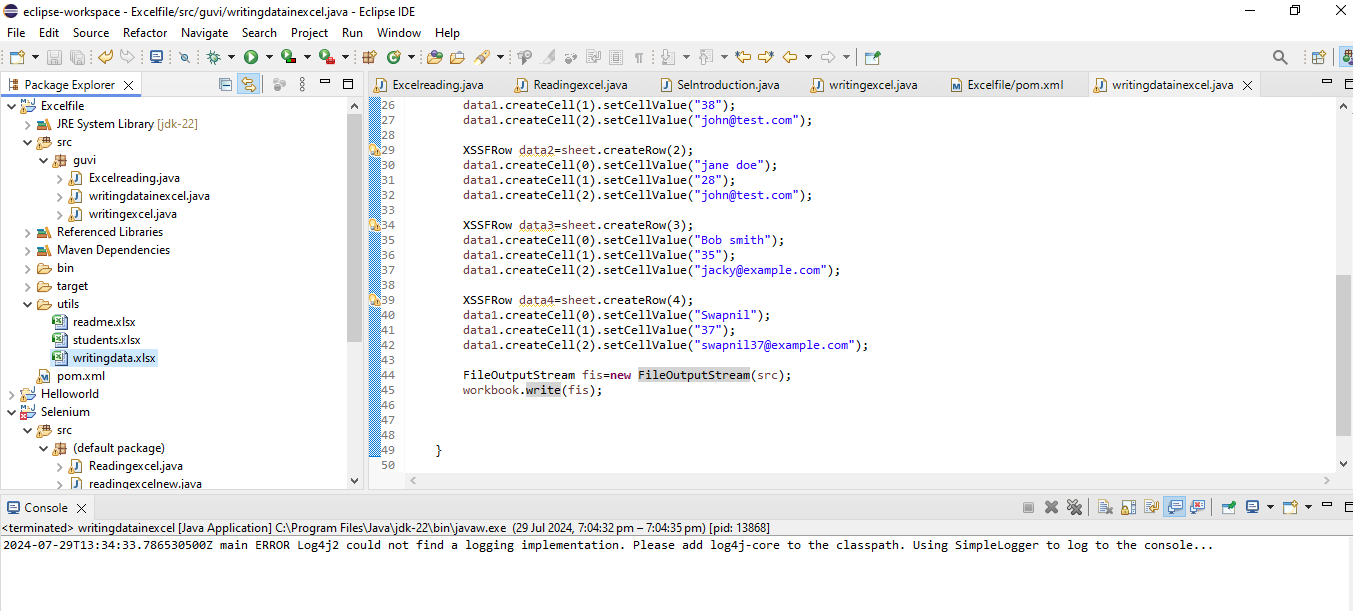 eclipse-workspace - Excelfile/src/guvi/writingdatainexcel.java - Eclipse IDE
File Edit Source Refactor Navigate Search Project Run Window Help
Package Explorer
Excelfile
JRE System Library [jdk-22]
src
guvi
Excelreading.java
writingdatainexcel.java
writingexcel.java
Referenced Libraries
Maven Dependencies
bin
target
utils
readme.xlsx
students.xlsx
writingdata.xlsx
pom.xml
Helloworld
Selenium
src
(default package)
Readingexcel.java
readingexcelnew.java
Excelreading.java Readingexcel.java SeIntroduction.java writingexcel.java Excelfile/pom.xml writingdatainexcel.java
26 data1.createCell(1).setCellValue("38");
27 data1.createCell(2).setCellValue("john@test.com");
28
29 XSSFRow data2=sheet.createRow(2);
30 data1.createCell(0).setCellValue("jane doe");
31 data1.createCell(1).setCellValue("28");
32 data1.createCell(2).setCellValue("john@test.com");
33
34 XSSFRow data3=sheet.createRow(3);
35 data1.createCell(0).setCellValue("Bob smith");
36 data1.createCell(1).setCellValue("35");
37 data1.createCell(2).setCellValue("jacky@example.com");
38
39 XSSFRow data4=sheet.createRow(4);
40 data1.createCell(0).setCellValue("Swapnil");
41 data1.createCell(1).setCellValue("37");
42 data1.createCell(2).setCellValue("swapnil37@example.com");
43
44 FileOutputStream fis=new FileOutputStream(src);
45 workbook.write(fis);
46
47
48
49 }
50
Console
<terminated> writingdatainexcel [Java Application] C:\Program Files\Java\jdk-22\bin\javaw.exe (29 Jul 2024, 7:04:32 pm – 7:04:35 pm) [pid: 13868]
2024-07-29T13:34:33.786530500Z main ERROR Log4j2 could not find a logging implementation. Please add log4j-core to the classpath. Using SimpleLogger to log to the console...